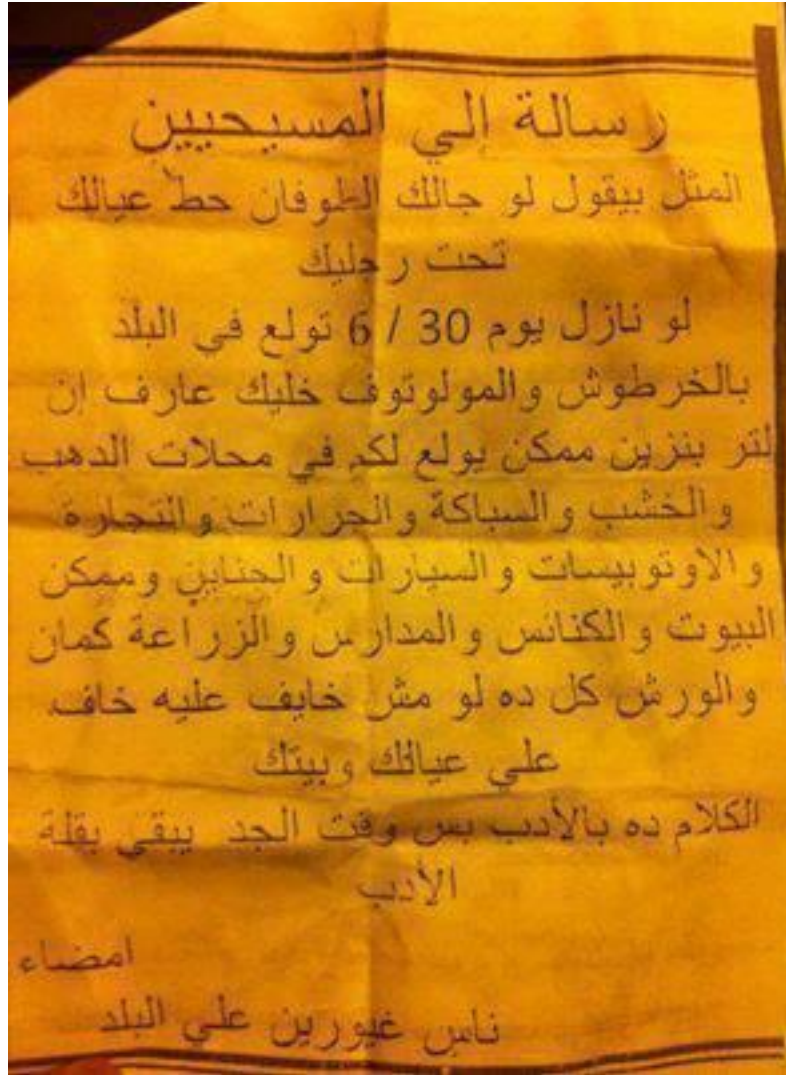 رسالة إلي المسيحيين
المثل بيقول لو جالك الطوفان حط عيالك
تحت رجليك
لو نازل يوم 30 / 6 تولع في البلد
بالخرطوش والمولوتوف خليك عارف ان
لتر بنزين ممكن يولع لكم في محلات الدهب
والخشب والسباكة والجرارات والتجارة
والاوتوبيسات والسيارات والجناين وممكن
البيوت والكنائس والمدارس والزراعة كمان
والورش كل ده لو مش خايف عليه خاف
علي عيالك وبيتك
الكلام ده بالأدب بس وقت الجد يبقي بقلة
الأدب
امضاء
ناس غيورين علي البلد